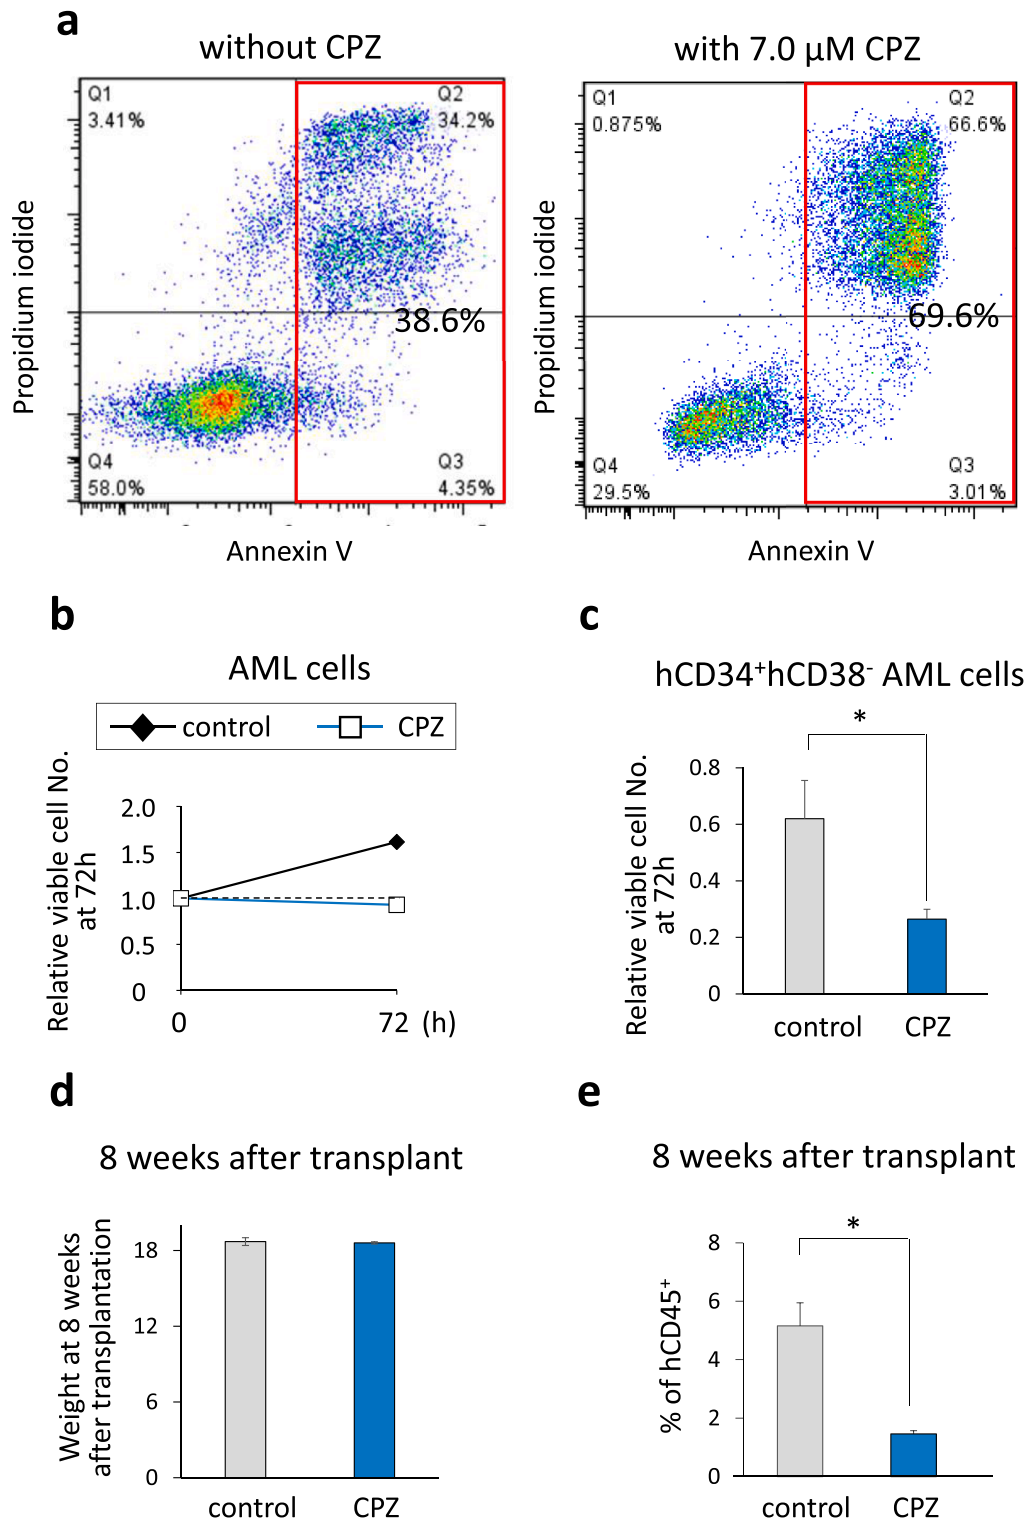 a
without CPZ
with 7.0 μM CPZ
Q1
3.41%
Q2
34.2%
38.6%
Q4
58.0%
Q3
4.35%
Propidium iodide
Annexin V
Q1
0.875%
Q2
66.6%
69.6%
Q4
29.5%
Q3
3.01%
Propidium iodide
Annexin V
b
AML cells
control
CPZ
Relative viable cell No.
at 72h
2.0
1.5
1.0
0.5
0
0
72
(h)
c
hCD34⁺hCD38⁻ AML cells
*
Relative viable cell No.
at 72h
0.8
0.6
0.4
0.2
0
control
CPZ
d
8 weeks after transplant
Weight at 8 weeks
after transplantation
18
12
6
0
control
CPZ
e
8 weeks after transplant
*
% of hCD45⁺
8
6
4
2
0
control
CPZ